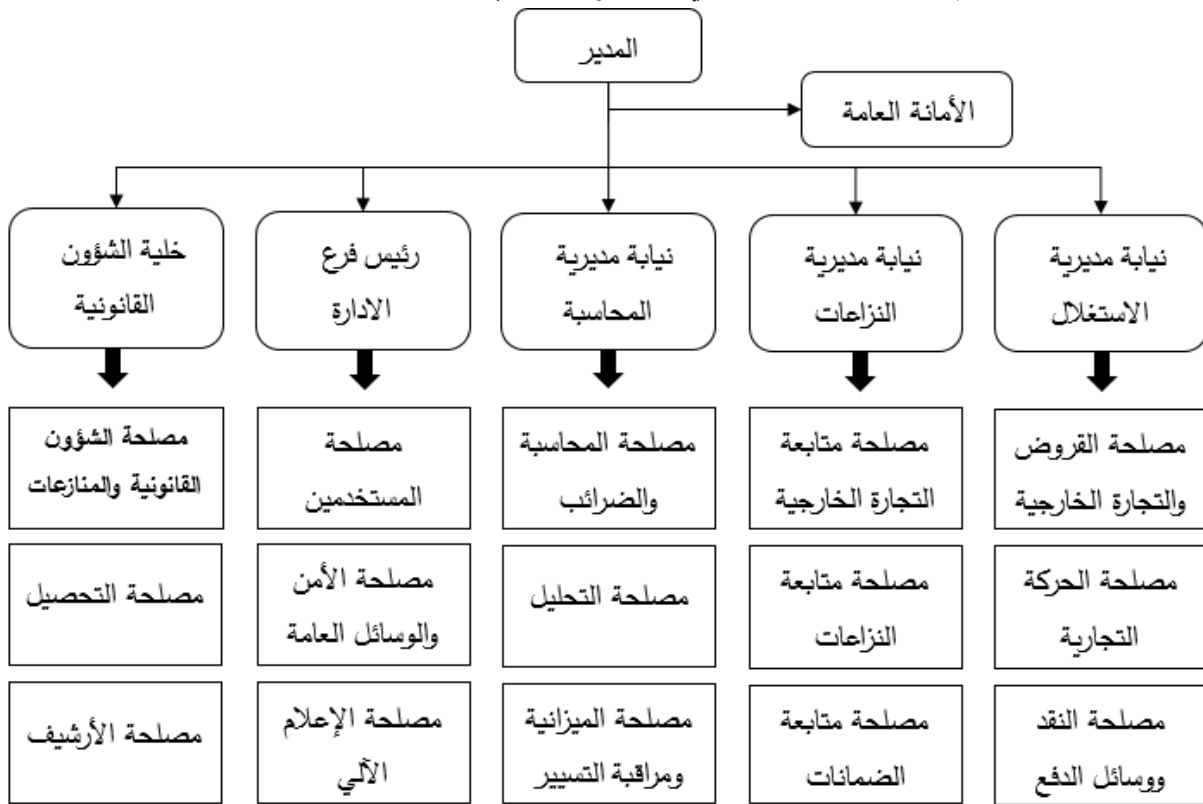 المدير
الأمانة العامة
نيابة مديرية
الاستغلال
نيابة مديرية
النزاعات
نيابة مديرية
المحاسبة
رئيس فرع
الادارة
خلية الشؤون
القانونية
مصلحة القروض
والتجارة الخارجية
مصلحة متابعة
التجارة الخارجية
مصلحة المحاسبة
والضرائب
مصلحة
المستخدمين
مصلحة الشؤون
القانونية والمنازعات
مصلحة الحركة
التجارية
مصلحة متابعة
النزاعات
مصلحة التحليل
مصلحة الأمن
والوسائل العامة
مصلحة التحصيل
مصلحة النقد
ووسائل الدفع
مصلحة متابعة
الضمانات
مصلحة الميزانية
ومراقبة التسيير
مصلحة الإعلام
الآلي
مصلحة الأرشيف